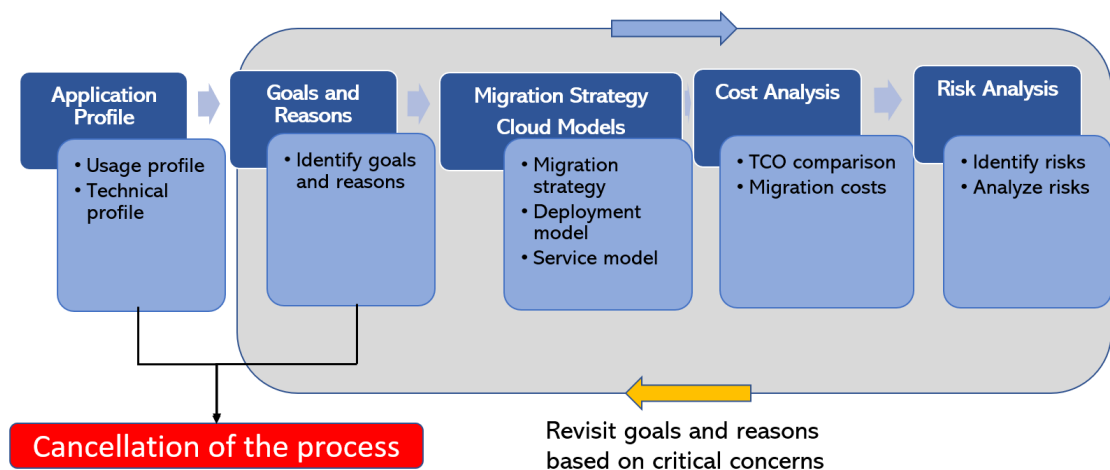 Application
Profile
• Usage profile
• Technical
profile
Goals and
Reasons
• Identify goals
and reasons
Migration Strategy
Cloud Models
• Migration
strategy
• Deployment
model
• Service model
Cost Analysis
• TCO comparison
• Migration costs
Risk Analysis
• Identify risks
• Analyze risks
Cancellation of the process
Revisit goals and reasons
based on critical concerns